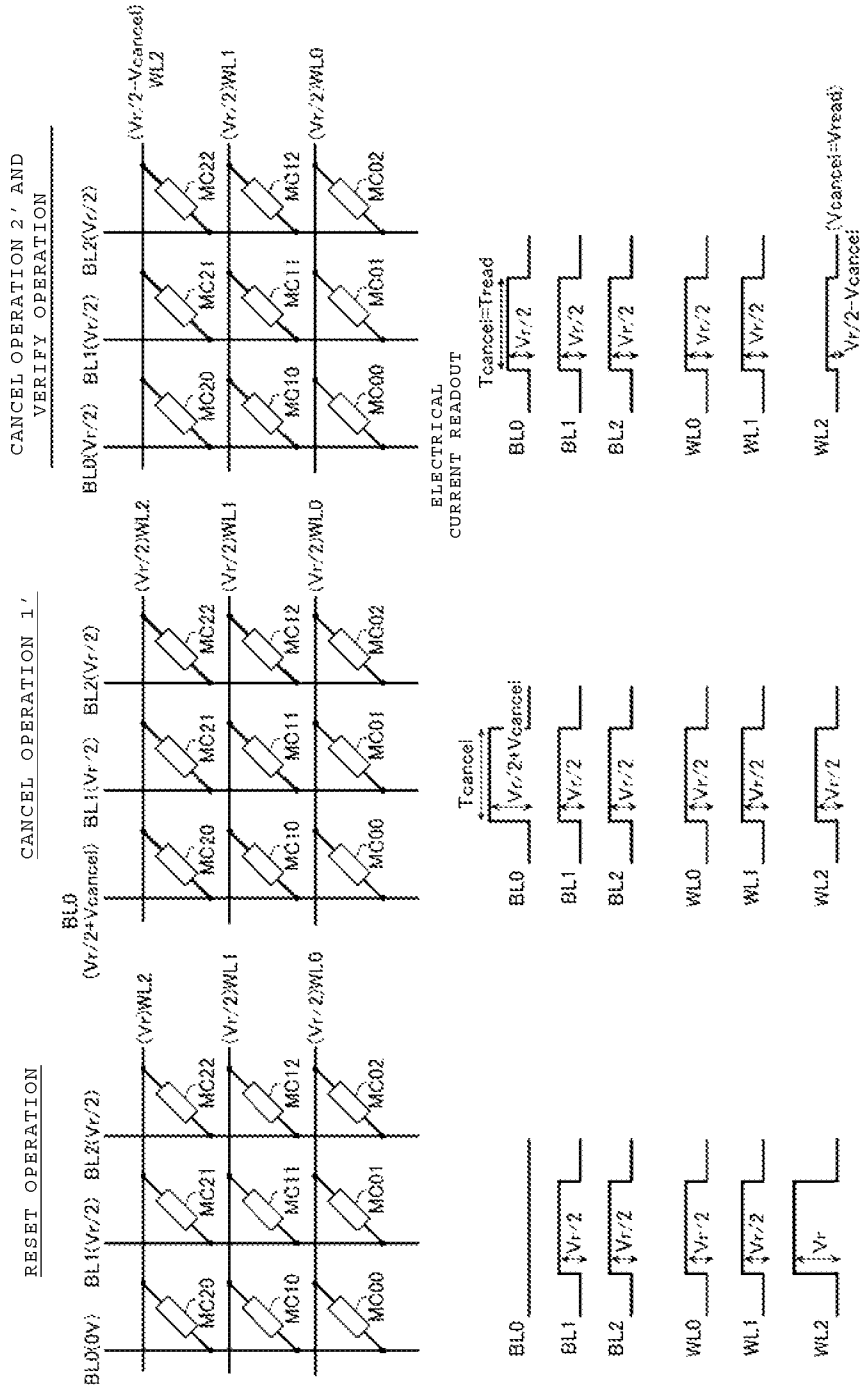 RESET OPERATION
BL0(0V) BL1(Vr/2) BL2(Vr/2)
(Vr)WL2
MC20 MC21 MC22
(Vr/2)WL1
MC10 MC11 MC12
(Vr/2)WL0
MC00 MC01 MC02
BL0
BL1
Vr/2
BL2
Vr/2
WL0
Vr/2
WL1
Vr/2
WL2
Vr
CANCEL OPERATION 1'
BL0
(Vr/2+Vcancel) BL1(Vr/2) BL2(Vr/2)
(Vr/2)WL2
MC20 MC21 MC22
(Vr/2)WL1
MC10 MC11 MC12
(Vr/2)WL0
MC00 MC01 MC02
Tcancel
BL0
Vr/2+Vcancel
BL1
Vr/2
BL2
Vr/2
WL0
Vr/2
WL1
Vr/2
WL2
Vr/2
CANCEL OPERATION 2' AND
VERIFY OPERATION
BL0(Vr/2) BL1(Vr/2) BL2(Vr/2)
(Vr/2-Vcancel)
WL2
MC20 MC21 MC22
(Vr/2)WL1
MC10 MC11 MC12
(Vr/2)WL0
MC00 MC01 MC02
ELECTRICAL
CURRENT READOUT
Tcancel=Tread
BL0
Vr/2
BL1
Vr/2
BL2
Vr/2
WL0
Vr/2
WL1
Vr/2
WL2
Vr/2-Vcancel
(Vcancel=Vread)